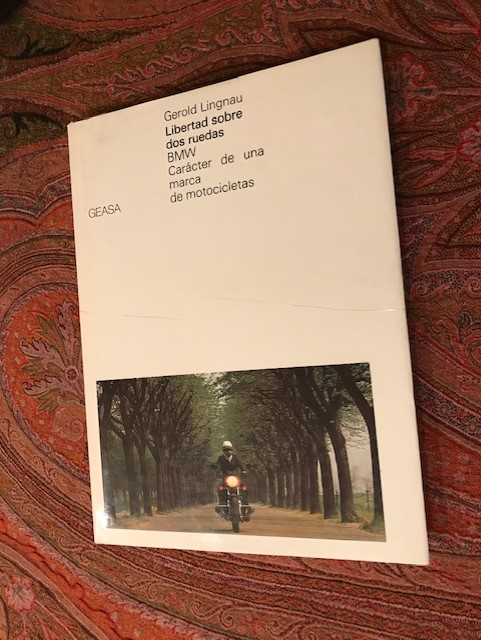 Gerold Lingnau
Libertad sobre
dos ruedas
BMW
Carácter de una
marca
de motocicletas
GEASA